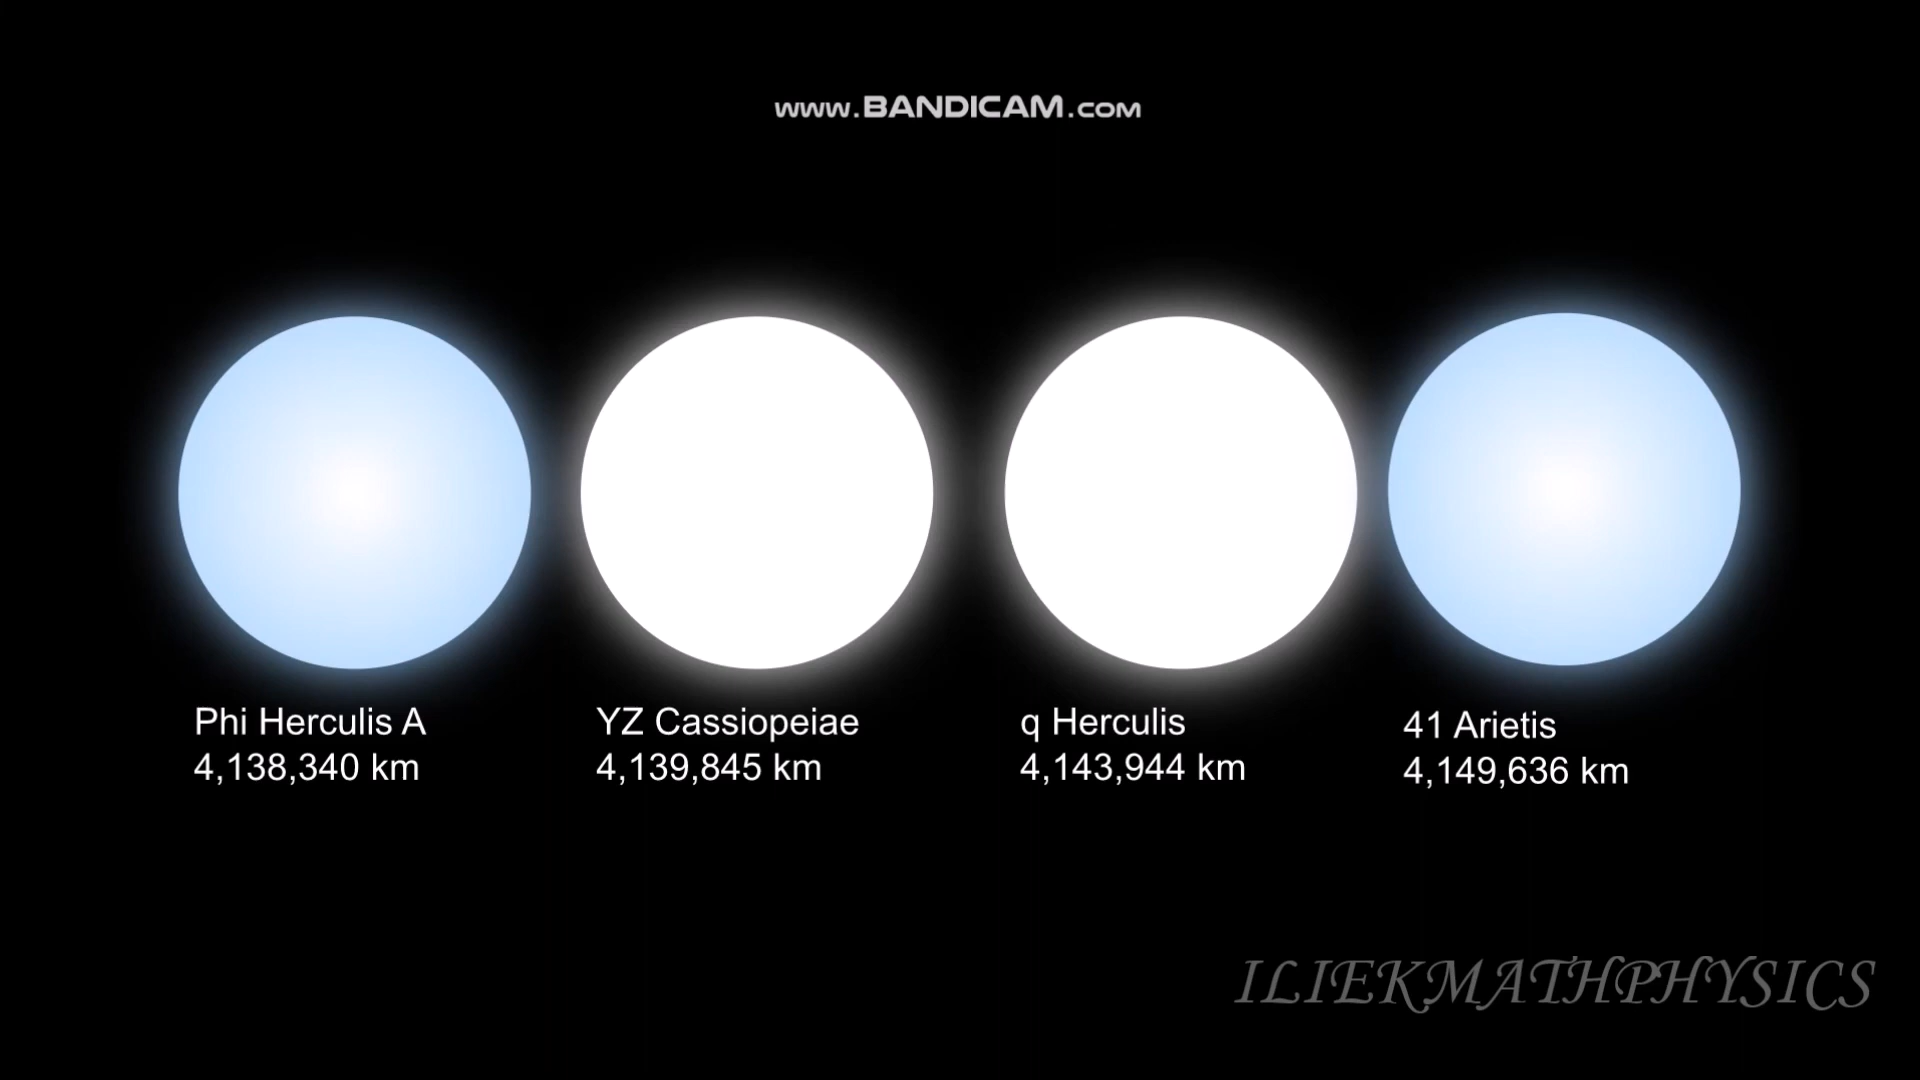 www.BANDICAM.com
Phi Herculis A
4,138,340 km
YZ Cassiopeiae
4,139,845 km
q Herculis
4,143,944 km
41 Arietis
4,149,636 km
ILIEKMATHPHYSICS